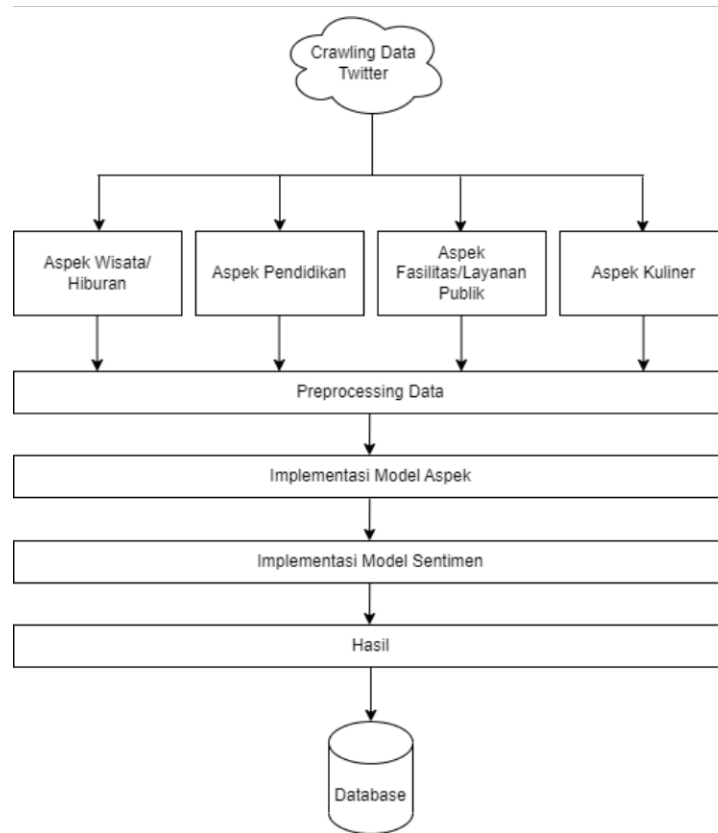 Crawling Data
Twitter
Aspek Wisata/
Hiburan
Aspek Pendidikan
Aspek
Fasilitas/Layanan
Publik
Aspek Kuliner
Preprocessing Data
Implementasi Model Aspek
Implementasi Model Sentimen
Hasil
Database